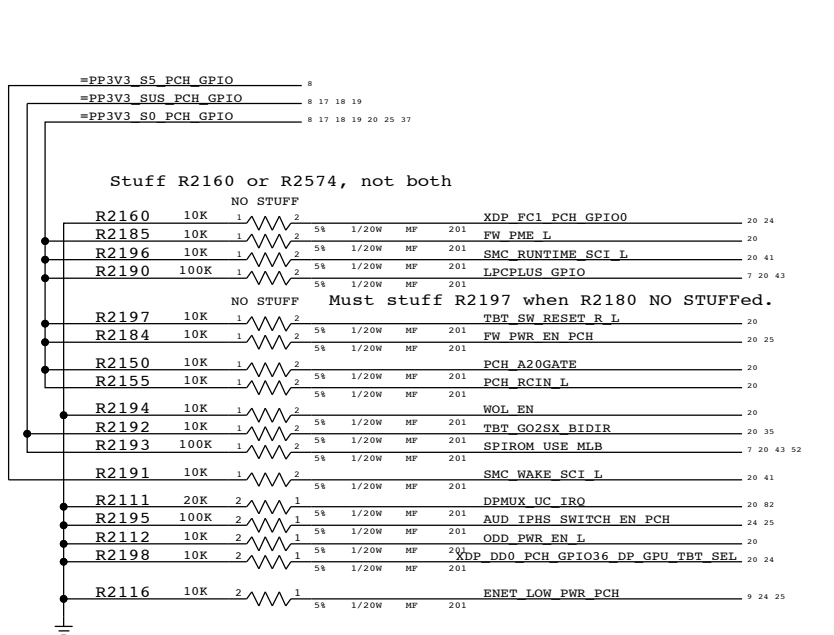 =PP3V3_S5_PCH_GPIO 8
=PP3V3_SUS_PCH_GPIO 8 17 18 19
=PP3V3_S0_PCH_GPIO 8 17 18 19 20 25 37
Stuff R2160 or R2574, not both
NO STUFF
R2160 10K 1 2 XDP_FC1_PCH_GPIO0 20 24
5% 1/20W MF 201
R2185 10K 1 2 FW_PME_L 20
5% 1/20W MF 201
R2196 10K 1 2 SMC_RUNTIME_SCI_L 20 41
5% 1/20W MF 201
R2190 100K 1 2 LPCPLUS_GPIO 7 20 43
5% 1/20W MF 201
NO STUFF Must stuff R2197 when R2180 NO STUFFed.
R2197 10K 1 2 TBT_SW_RESET_R_L 20
5% 1/20W MF 201
R2184 10K 1 2 FW_PWR_EN_PCH 20 25
5% 1/20W MF 201
R2150 10K 1 2 PCH_A20GATE 20
5% 1/20W MF 201
R2155 10K 1 2 PCH_RCIN_L 20
5% 1/20W MF 201
R2194 10K 1 2 WOL_EN 20
5% 1/20W MF 201
R2192 10K 1 2 TBT_GO2SX_BIDIR 20 35
5% 1/20W MF 201
R2193 100K 1 2 SPIROM_USE_MLB 7 20 43 52
5% 1/20W MF 201
R2191 10K 1 2 SMC_WAKE_SCI_L 20 41
5% 1/20W MF 201
R2111 20K 2 1 DPMUX_UC_IRQ 20 82
5% 1/20W MF 201
R2195 100K 2 1 AUD_IPHS_SWITCH_EN_PCH 24 25
5% 1/20W MF 201
R2112 10K 2 1 ODD_PWR_EN_L 20
5% 1/20W MF 201
R2198 10K 2 1 XDP_DD0_PCH_GPIO36_DP_GPU_TBT_SEL 20 24
5% 1/20W MF 201
R2116 10K 2 1 ENET_LOW_PWR_PCH 9 24 25
5% 1/20W MF 201